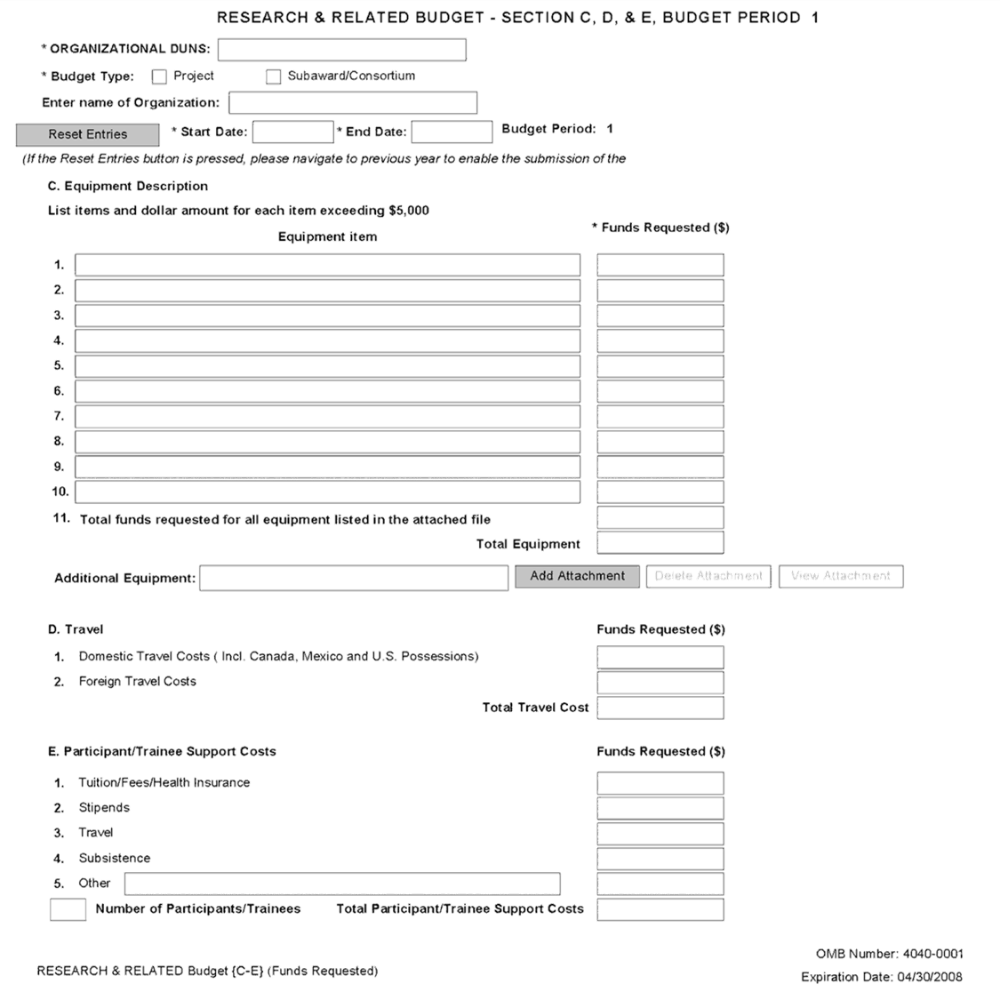 RESEARCH & RELATED BUDGET - SECTION C, D, & E, BUDGET PERIOD 1
* ORGANIZATIONAL DUNS:
* Budget Type: Project Subaward/Consortium
Enter name of Organization:
Reset Entries * Start Date: * End Date: Budget Period: 1
(If the Reset Entries button is pressed, please navigate to previous year to enable the submission of the
C. Equipment Description
List items and dollar amount for each item exceeding $5,000
Equipment item * Funds Requested ($)
1.
2.
3.
4.
5.
6.
7.
8.
9.
10.
11. Total funds requested for all equipment listed in the attached file
Total Equipment
Additional Equipment: Add Attachment Delete Attachment View Attachment
D. Travel Funds Requested ($)
1. Domestic Travel Costs ( Incl. Canada, Mexico and U.S. Possessions)
2. Foreign Travel Costs
Total Travel Cost
E. Participant/Trainee Support Costs Funds Requested ($)
1. Tuition/Fees/Health Insurance
2. Stipends
3. Travel
4. Subsistence
5. Other
Number of Participants/Trainees Total Participant/Trainee Support Costs
OMB Number: 4040-0001
RESEARCH & RELATED Budget {C-E} (Funds Requested)
Expiration Date: 04/30/2008